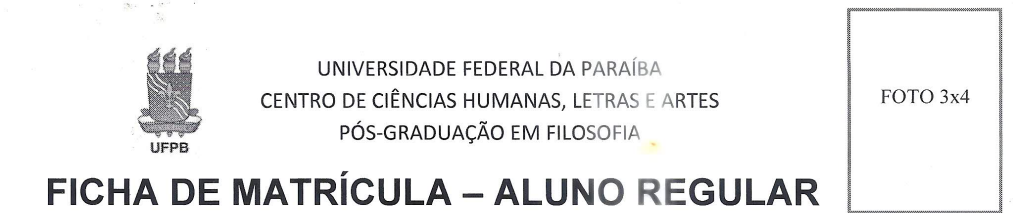 UNIVERSIDADE FEDERAL DA PARAÍBA
CENTRO DE CIÊNCIAS HUMANAS, LETRAS E ARTES
PÓS-GRADUAÇÃO EM FILOSOFIA
UFPB
FOTO 3x4
FICHA DE MATRÍCULA – ALUNO REGULAR